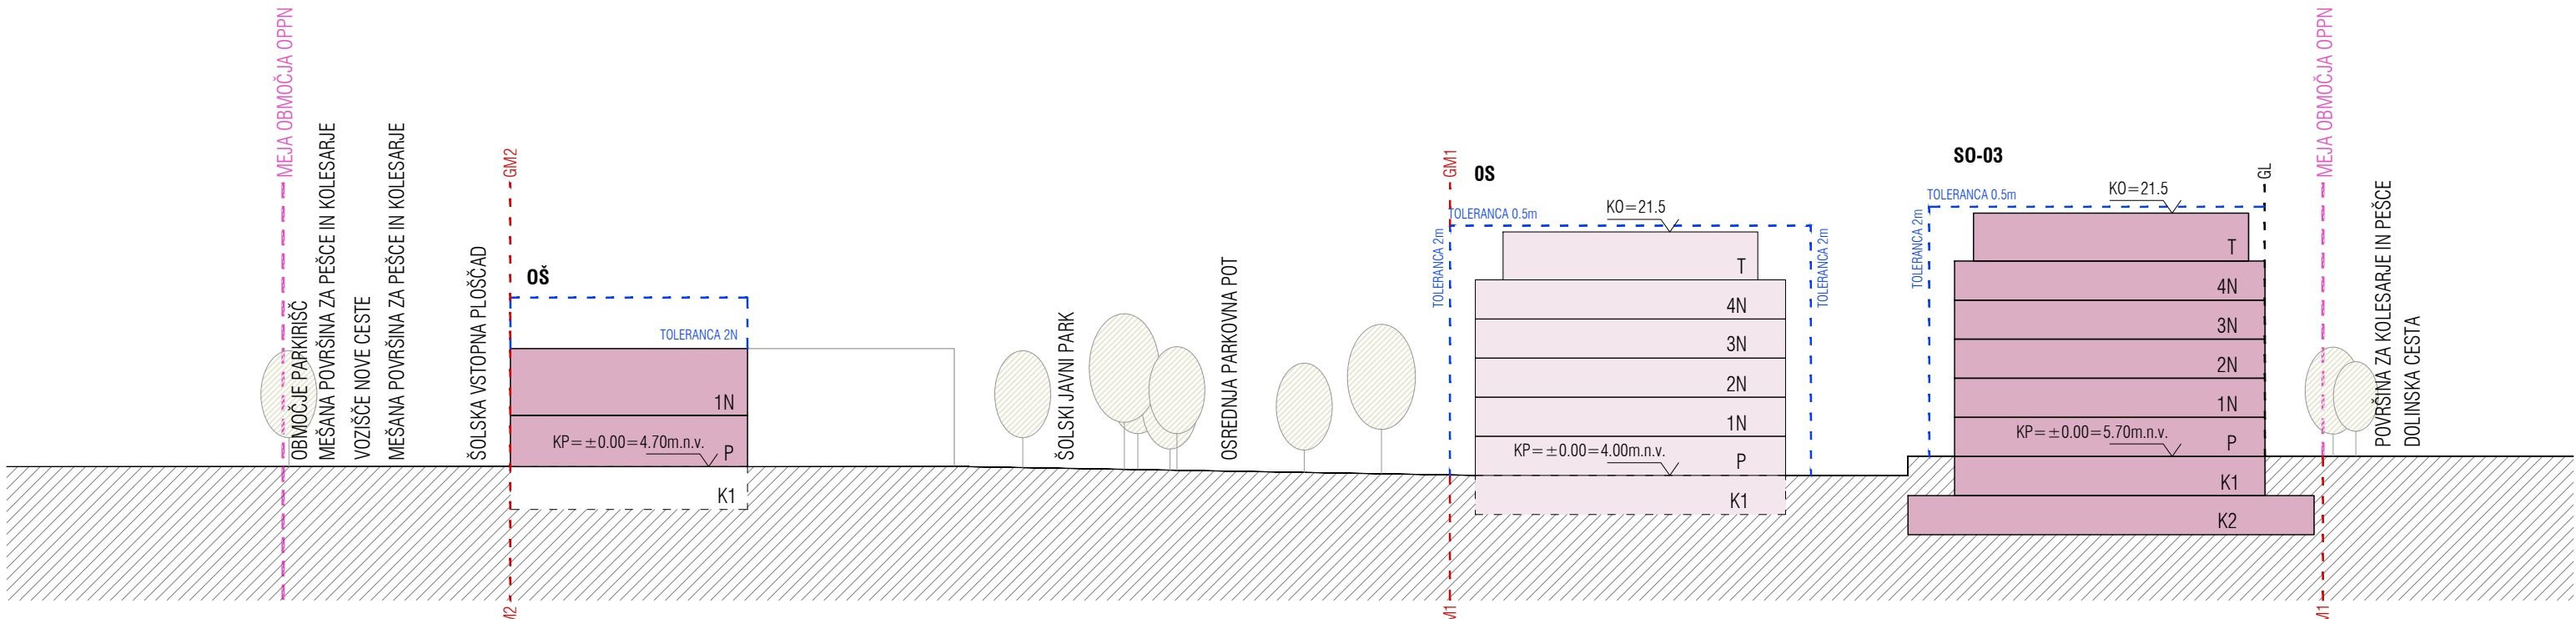 MEJA OBMOČJA OPPN
OBMOČJE PARKIRIŠČ
MEŠANA POVRŠINA ZA PEŠCE IN KOLESARJE
VOZIŠČE NOVE CESTE
MEŠANA POVRŠINA ZA PEŠCE IN KOLESARJE
ŠOLSKA VSTOPNA PLOŠČAD
GM2
M2
OŠ
TOLERANCA 2N
1N
KP=±0.00=4.70m.n.v.
P
K1
ŠOLSKI JAVNI PARK
OSREDNJA PARKOVNA POT
GM1
M1
OS
TOLERANCA 0.5m
TOLERANCA 2m
KO=21.5
T
4N
3N
2N
1N
KP=±0.00=4.00m.n.v.
P
K1
TOLERANCA 2m
SO-03
TOLERANCA 0.5m
TOLERANCA 2m
KO=21.5
T
4N
3N
2N
1N
KP=±0.00=5.70m.n.v.
P
K1
K2
GL
MEJA OBMOČJA OPPN
M1
POVRŠINA ZA KOLESARJE IN PEŠCE
DOLINSKA CESTA